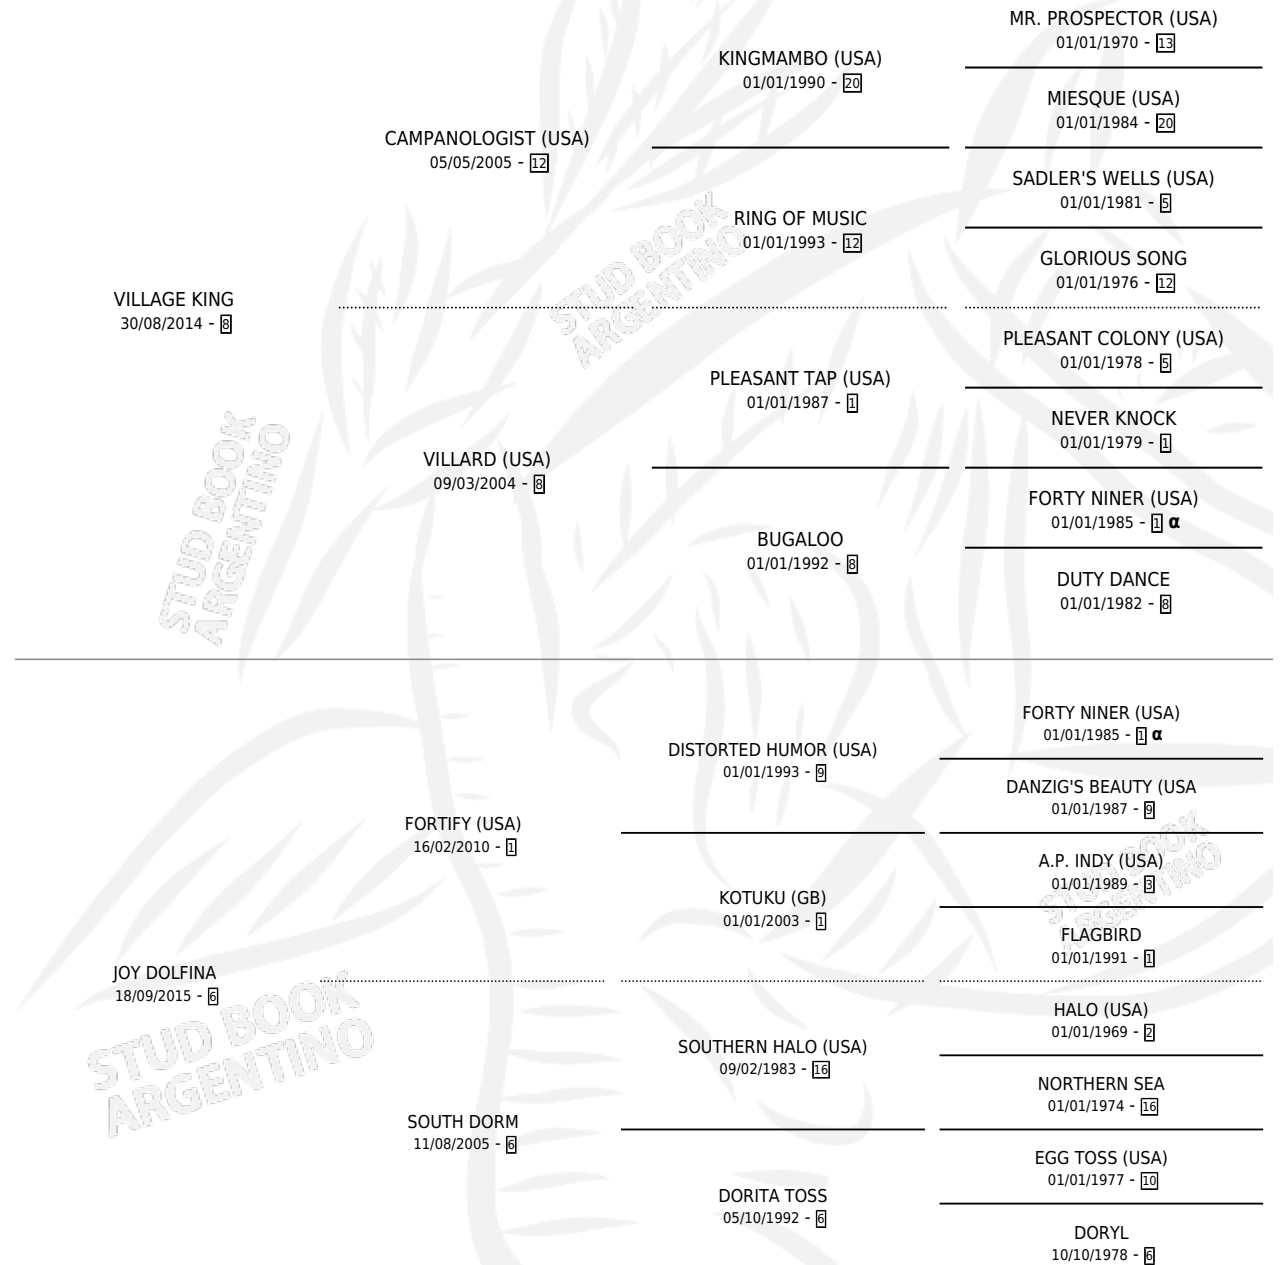 MR. PROSPECTOR (USA)
01/01/1970 - 13
KINGMAMBO (USA)
01/01/1990 - 20
MIESQUE (USA)
01/01/1984 - 20
CAMPANOLOGIST (USA)
05/05/2005 - 12
SADLER'S WELLS (USA)
01/01/1981 - 5
RING OF MUSIC
01/01/1993 - 12
GLORIOUS SONG
01/01/1976 - 12
VILLAGE KING
30/08/2014 - 8
PLEASANT COLONY (USA)
01/01/1978 - 5
PLEASANT TAP (USA)
01/01/1987 - 1
NEVER KNOCK
01/01/1979 - 1
VILLARD (USA)
09/03/2004 - 8
FORTY NINER (USA)
01/01/1985 - 1 α
BUGALOO
01/01/1992 - 8
DUTY DANCE
01/01/1982 - 8
STUD BOOK
ARGENTINO
STUD BOOK
ARGENTINO
FORTY NINER (USA)
01/01/1985 - 1 α
DISTORTED HUMOR (USA)
01/01/1993 - 9
DANZIG'S BEAUTY (USA
01/01/1987 - 9
FORTIFY (USA)
16/02/2010 - 1
A.P. INDY (USA)
01/01/1989 - 3
KOTUKU (GB)
01/01/2003 - 1
FLAGBIRD
01/01/1991 - 1
JOY DOLFINA
18/09/2015 - 6
HALO (USA)
01/01/1969 - 2
SOUTHERN HALO (USA)
09/02/1983 - 16
NORTHERN SEA
01/01/1974 - 16
SOUTH DORM
11/08/2005 - 6
EGG TOSS (USA)
01/01/1977 - 10
DORITA TOSS
05/10/1992 - 6
DORYL
10/10/1978 - 6
STUD BOOK
ARGENTINO
STUD BOOK
ARGENTINO